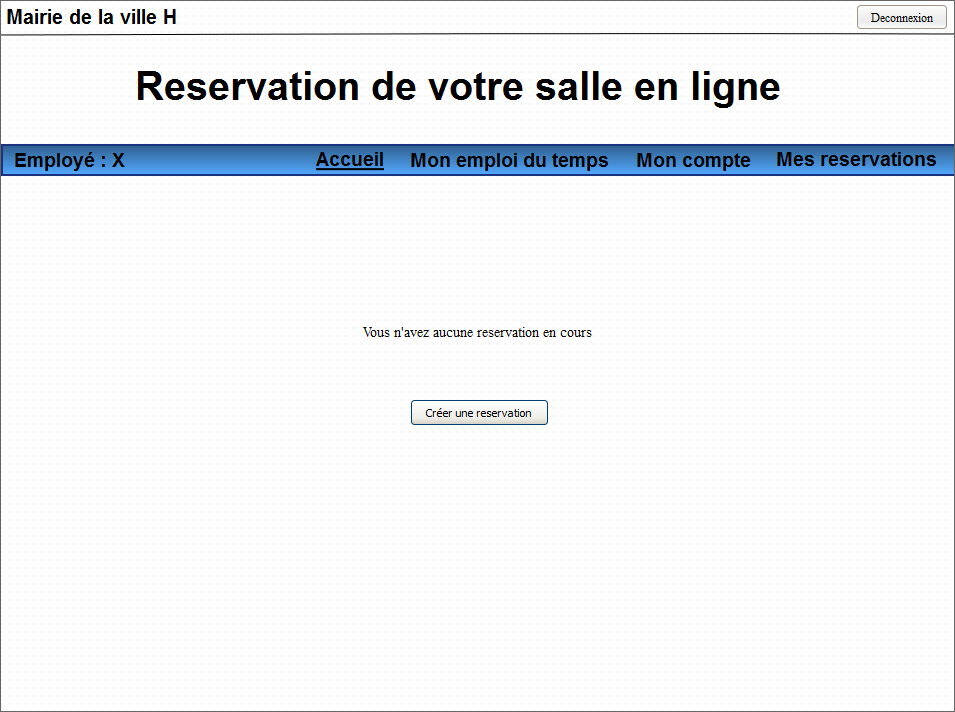 Mairie de la ville H
Deconnexion
Reservation de votre salle en ligne
Employé : X
Accueil
Mon emploi du temps
Mon compte
Mes reservations
Vous n'avez aucune reservation en cours
Créer une reservation